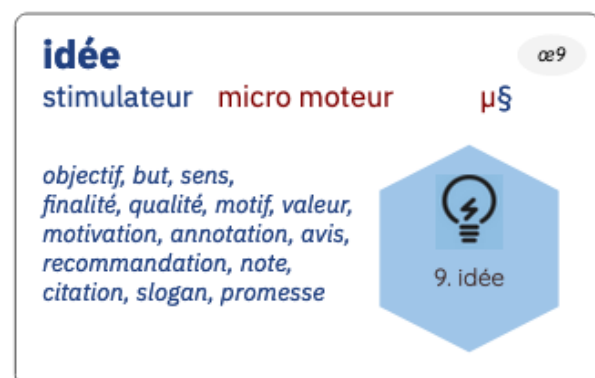 idée
æ9
stimulateur micro moteur µ§
objectif, but, sens,
finalité, qualité, motif, valeur,
motivation, annotation, avis,
recommandation, note,
citation, slogan, promesse
9. idée